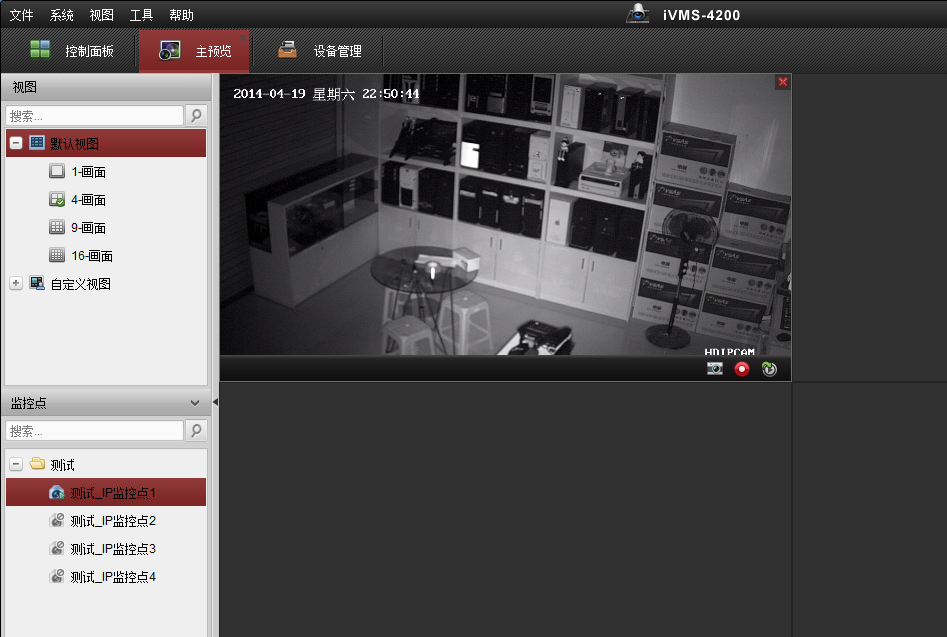 文件 系统 视图 工具 帮助
iVMS-4200
控制面板 主预览 设备管理
视图
搜索...
默认视图
1-画面
4-画面
9-画面
16-画面
自定义视图
监控点
搜索...
测试
测试_IP监控点1
测试_IP监控点2
测试_IP监控点3
测试_IP监控点4
2014-04-19 星期六 22:50:44
HDIPCAM